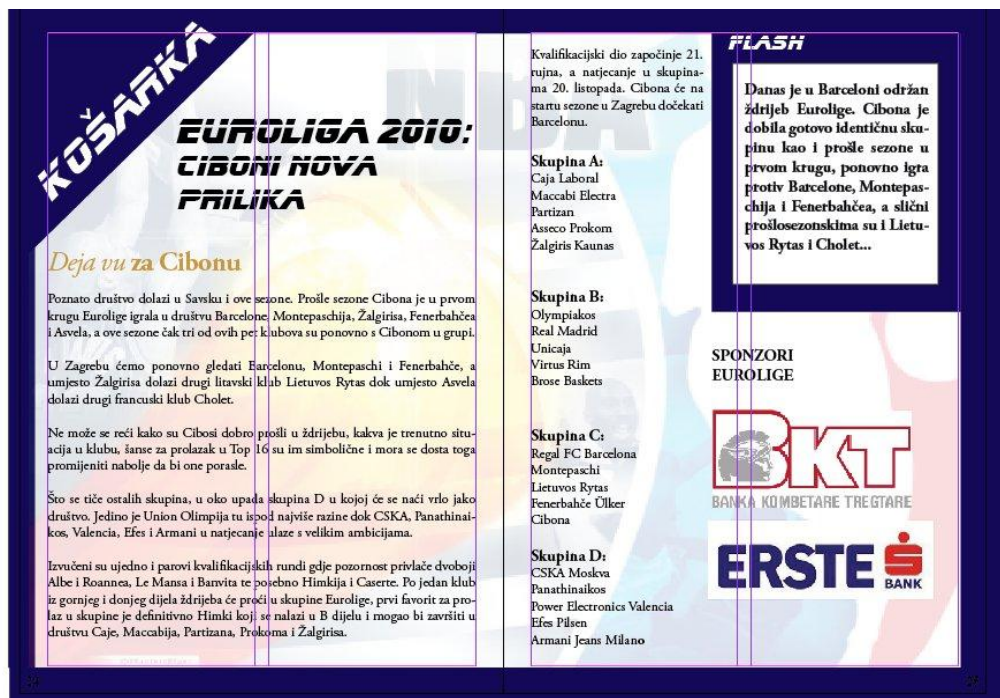 KOŠARKA
EUROLIGA 2010:
CIBONI NOVA
PRILIKA
Deja vu za Cibonu
Poznato društvo dolazi u Savsku i ove sezone. Prošle sezone Cibona je u prvom
krugu Eurolige igrala u društvu Barcelone, Montepaschija, Žalgirisa, Fenerbahčea
i Asvela, a ove sezone čak tri od ovih pet klubova su ponovno s Cibonom u grupi.
U Zagrebu ćemo ponovno gledati Barcelonu, Montepaschi i Fenerbahče, a
umjesto Žalgirisa dolazi drugi litavski klub Lietuvos Rytas dok umjesto Asvela
dolazi drugi francuski klub Cholet.
Ne može se reći kako su Cibosi dobro prošli u ždrijebu, kakva je trenutno situ-
acija u klubu, šanse za prolazak u Top 16 su im simbolične i mora se dosta toga
promijeniti nabolje da bi one porasle.
Što se tiče ostalih skupina, u oko upada skupina D u kojoj će se naći vrlo jako
društvo. Jedino je Union Olimpija tu ispod najviše razine dok CSKA, Panathinai-
kos, Valencia, Efes i Armani u natjecanje ulaze s velikim ambicijama.
Izvučeni su ujedno i parovi kvalifikacijskih rundi gdje pozornost privlače dvoboji
Albe i Roannea, Le Mansa i Banvita te posebno Himkija i Caserte. Po jedan klub
iz gornjeg i donjeg dijela ždrijeba će proći u skupine Eurolige, prvi favorit za pro-
laz u skupine je definitivno Himki koji se nalazi u B dijelu i mogao bi završiti u
društvu Caje, Maccabija, Partizana, Prokoma i Žalgirisa.
NBA
Kvalifikacijski dio započinje 21.
rujna, a natjecanje u skupina-
ma 20. listopada. Cibona će na
startu sezone u Zagrebu dočekati
Barcelonu.
Skupina A:
Caja Laboral
Maccabi Electra
Partizan
Asseco Prokom
Žalgiris Kaunas
Skupina B:
Olympiakos
Real Madrid
Unicaja
Virtus Rim
Brose Baskets
Skupina C:
Regal FC Barcelona
Montepaschi
Lietuvos Rytas
Fenerbahče Ülker
Cibona
Skupina D:
CSKA Moskva
Panathinaikos
Power Electronics Valencia
Efes Pilsen
Armani Jeans Milano
FLASH
Danas je u Barceloni održan
ždrijeb Eurolige. Cibona je
dobila gotovo identičnu sku-
pinu kao i prošle sezone u
prvom krugu, ponovno igra
protiv Barcelone, Montepas-
chija i Fenerbahčea, a slični
prošlosezonskima su i Lietu-
vos Rytas i Cholet...
SPONZORI
EUROLIGE
BKT
BANKA KOMBETARE TREGTARE
ERSTE
BANK